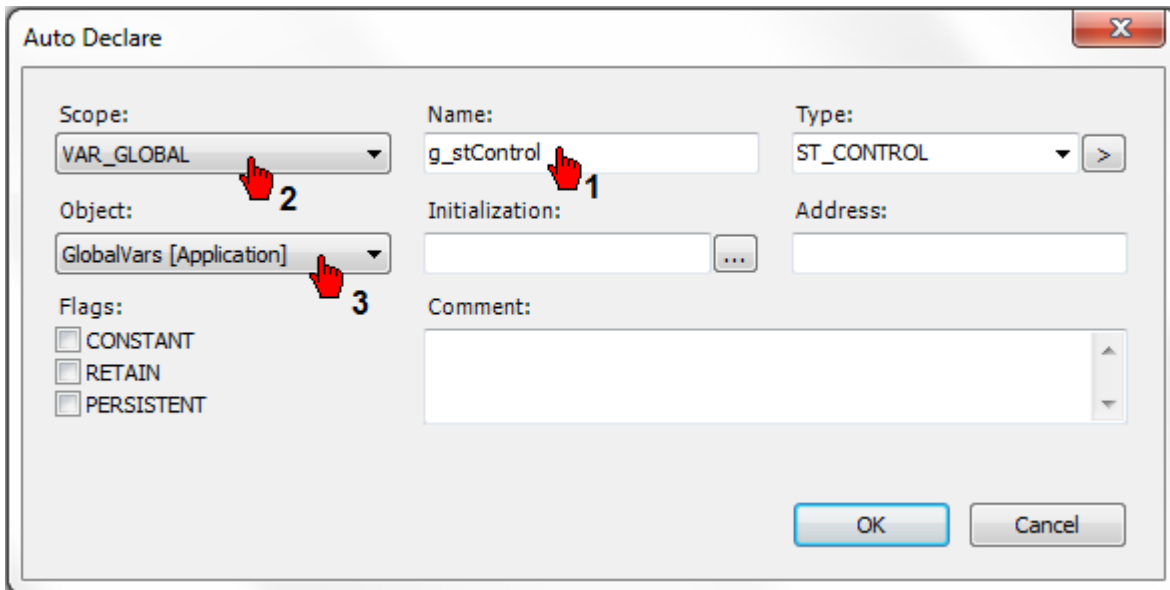 Auto Declare
X
Scope: Name: Type:
VAR_GLOBAL g_stControl ST_CONTROL >
2 1
Object: Initialization: Address:
GlobalVars [Application] ...
3
Flags: Comment:
CONSTANT
RETAIN
PERSISTENT
OK Cancel